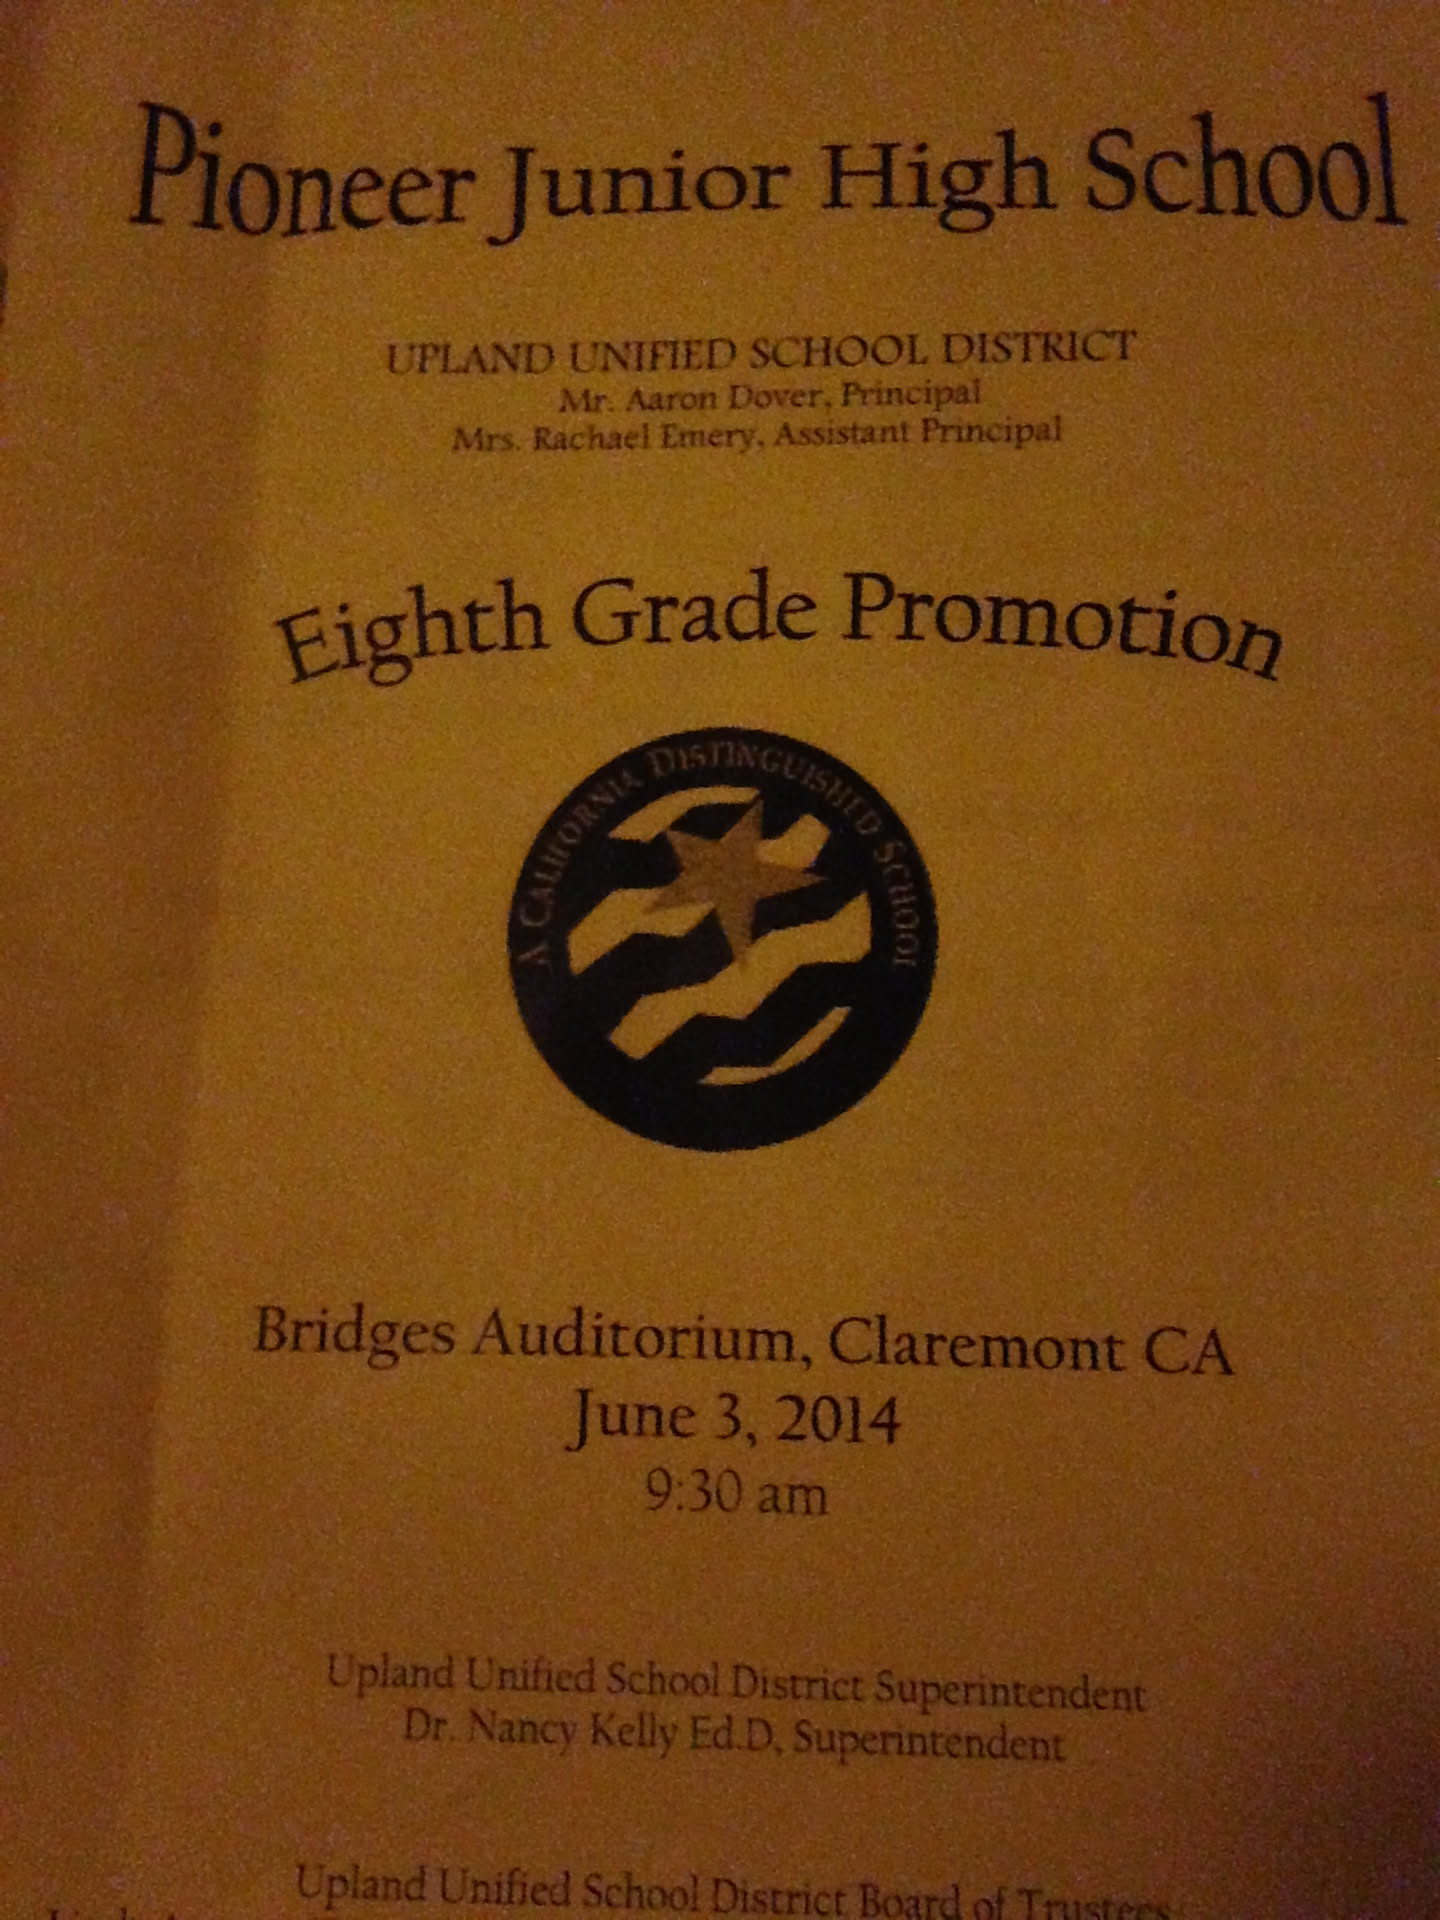 Pioneer Junior High School
UPLAND UNIFIED SCHOOL DISTRICT
Mr. Aaron Dover, Principal
Mrs. Rachael Emery, Assistant Principal
Eighth Grade Promotion
A CALIFORNIA DISTINGUISHED SCHOOL
Bridges Auditorium, Claremont CA
June 3, 2014
9:30 am
Upland Unified School District Superintendent
Dr. Nancy Kelly Ed.D, Superintendent
Upland Unified School District Board of Trustees